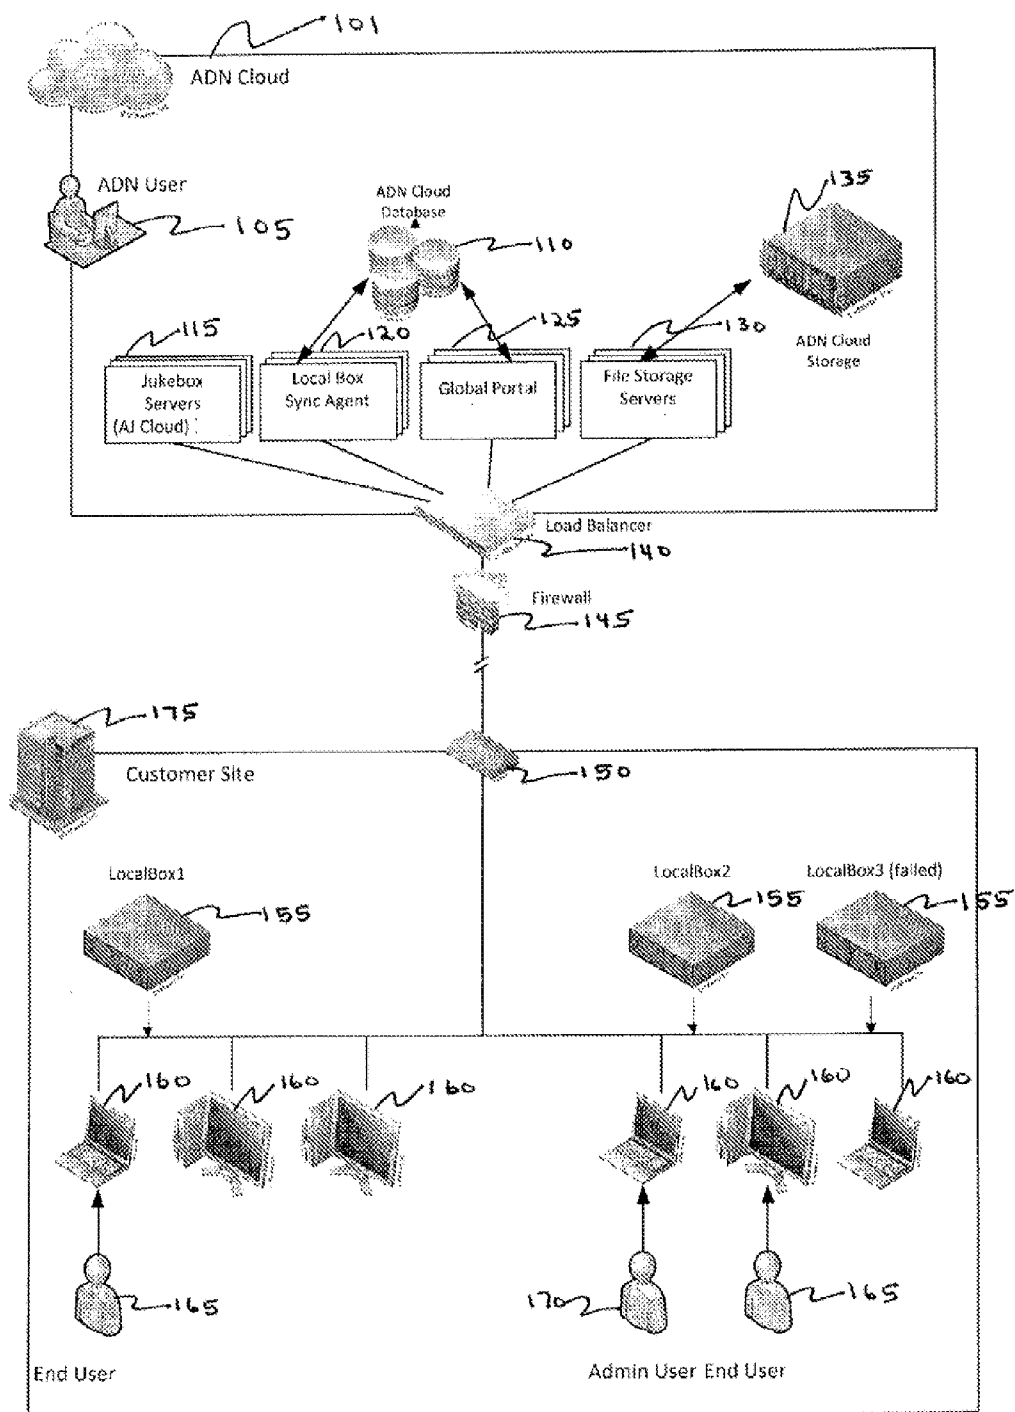 101
ADN Cloud
ADN User
105
ADN Cloud
Database
110
135
ADN Cloud
Storage
115
120
125
130
Jukebox
Servers
(AJ Cloud)
Local Box
Sync Agent
Global Portal
File Storage
Servers
Load Balancer
140
Firewall
145
175
Customer Site
150
LocalBox1
155
LocalBox2
155
LocalBox3 (failed)
155
160
160
160
160
160
160
165
170
165
End User
Admin User End User